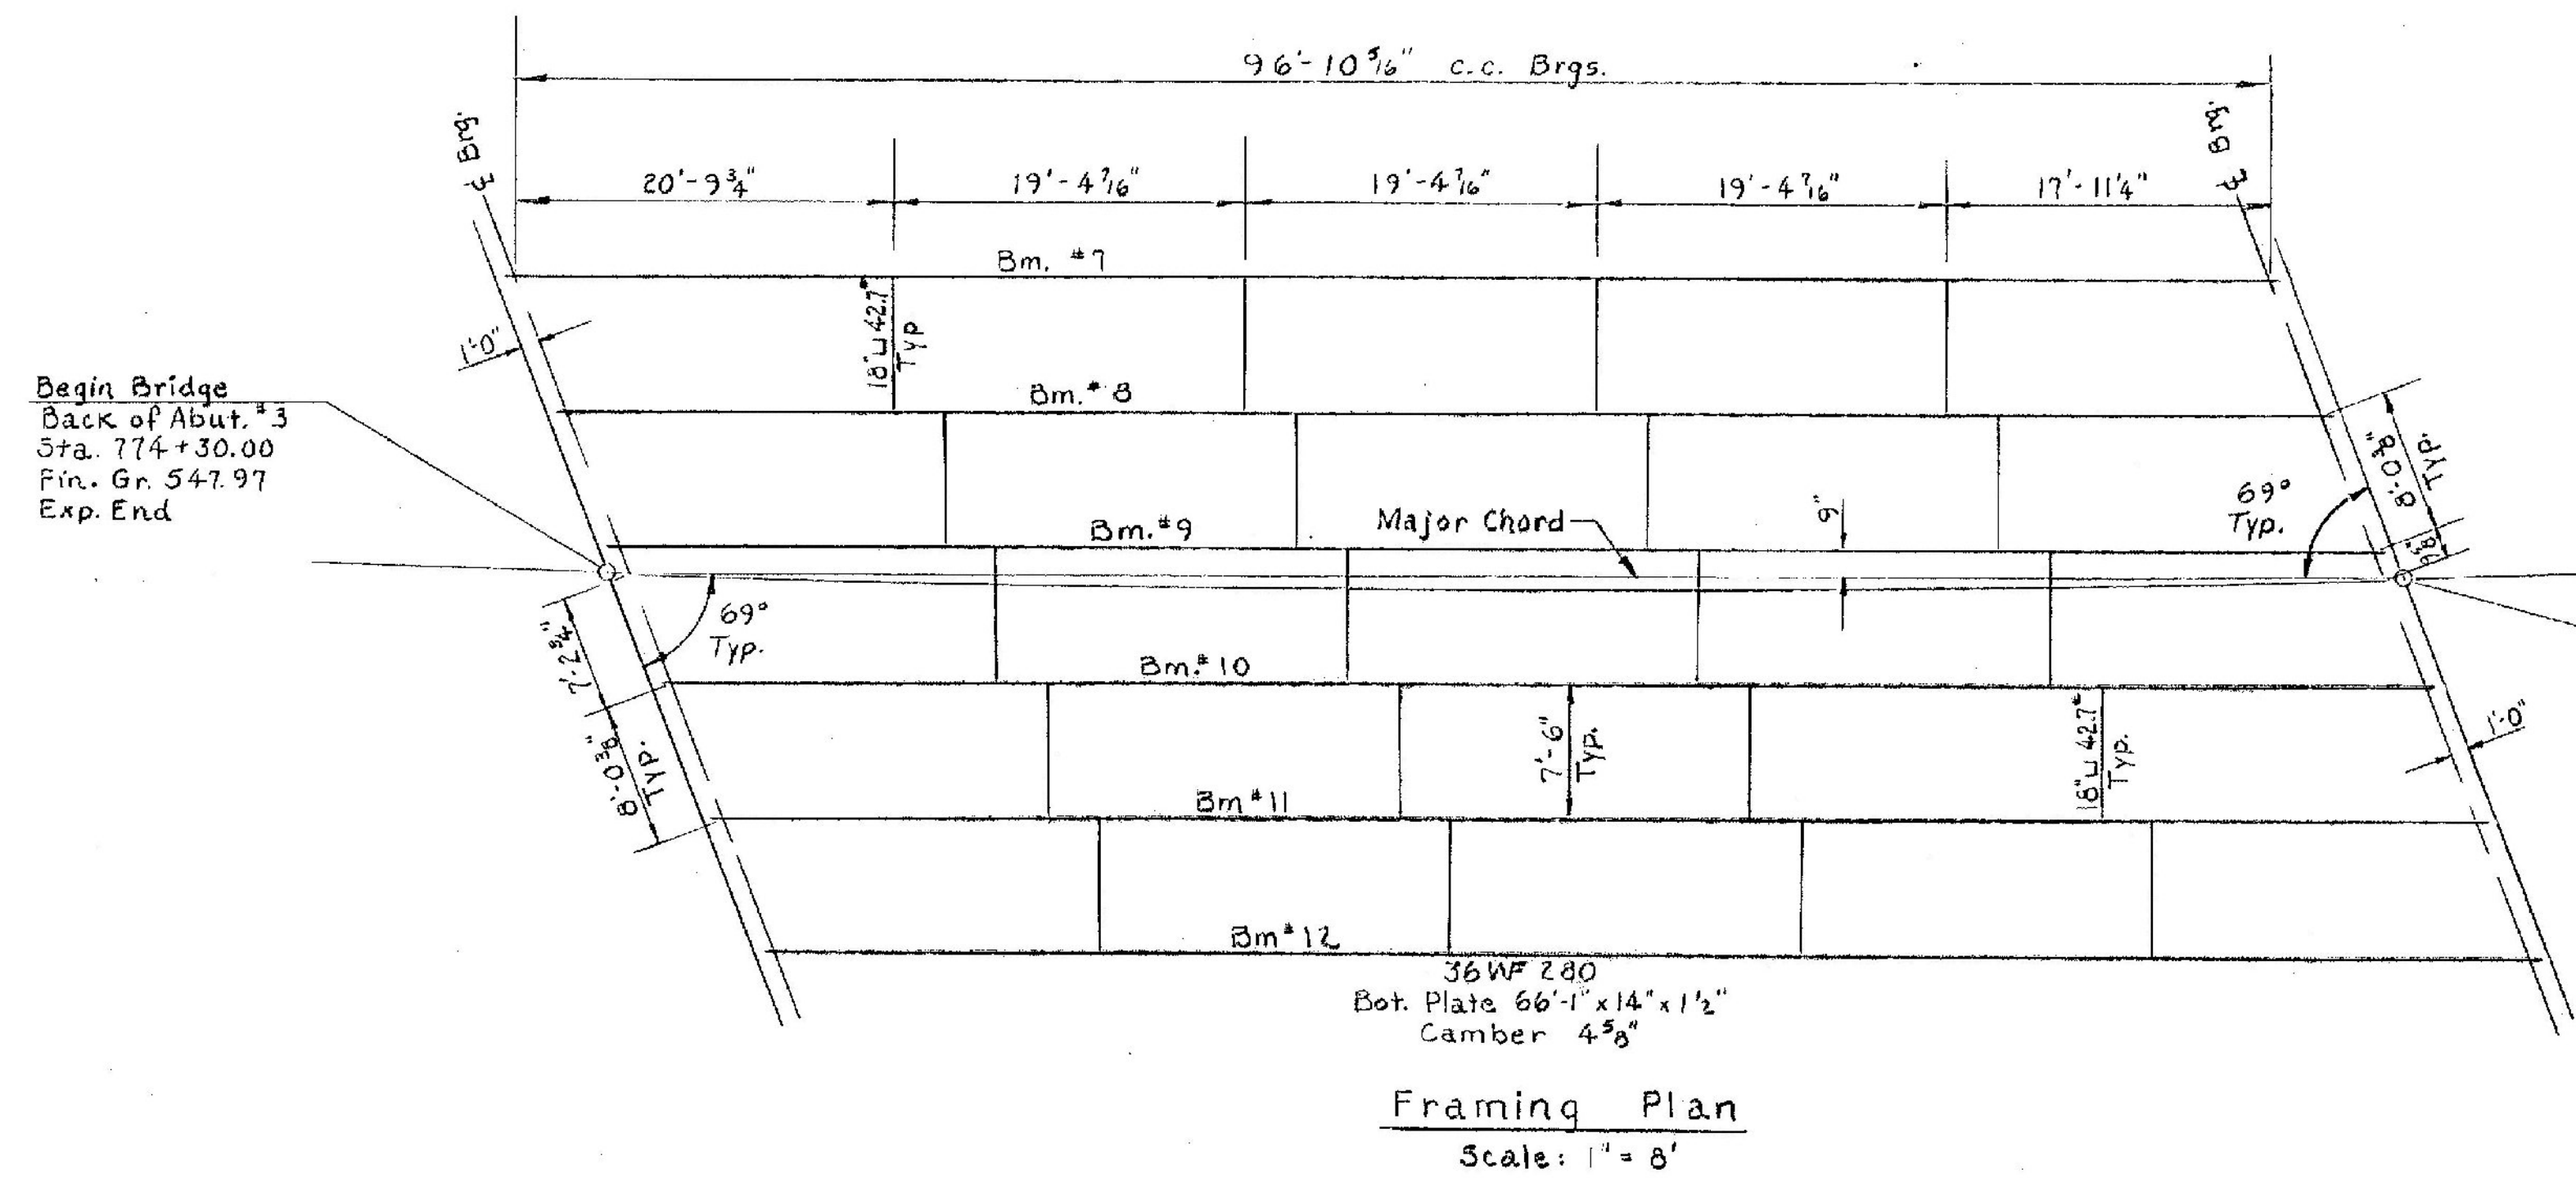 96'-10 5/16" c.c. Brgs.
℄ Brg.
℄ Brg.
20'-9 3/4"
19'-4 7/16"
19'-4 7/16"
19'-4 7/16"
17'-11 1/4"
Bm. #7
18"⊔42.7#
Typ
1'-0"
Bm. #8
Begin Bridge
Back of Abut. #3
Sta. 774+30.00
Fin. Gr. 547.97
Exp. End
8'-0 3/8"
Typ.
69°
Typ.
Bm. #9
Major Chord
9"
9 5/8"
69°
Typ.
7'-2 3/4"
Bm. #10
8'-0 3/8"
Typ.
7'-6"
Typ.
18"⊔42.7#
Typ.
1'-0"
Bm #11
Bm #12
36 WF 280
Bot. Plate 66'-1" x 14" x 1 1/2"
Camber 4 5/8"
Framing Plan
Scale: 1" = 8'